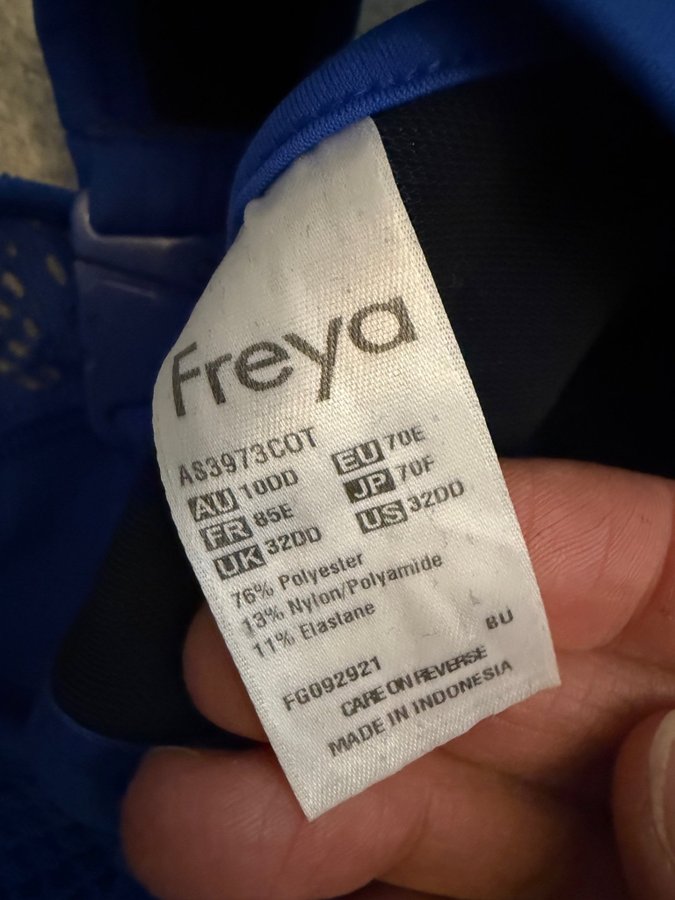 Freya
AS3973COT
AU 10DD EU 70E
FR 85E JP 70F
UK 32DD US 32DD
76% Polyester
13% Nylon/Polyamide
11% Elastane
BU
FG092921
CARE ON REVERSE
MADE IN INDONESIA